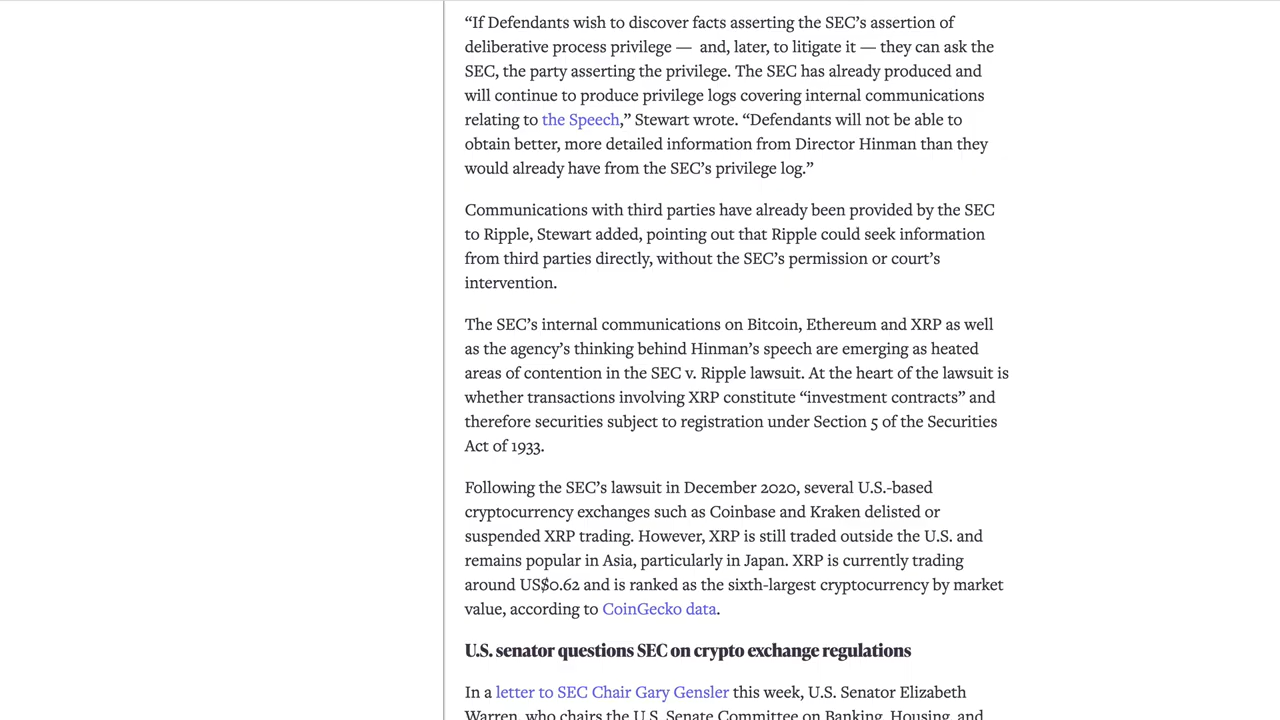 “If Defendants wish to discover facts asserting the SEC’s assertion of
deliberative process privilege — and, later, to litigate it — they can ask the
SEC, the party asserting the privilege. The SEC has already produced and
will continue to produce privilege logs covering internal communications
relating to the Speech,” Stewart wrote. “Defendants will not be able to
obtain better, more detailed information from Director Hinman than they
would already have from the SEC’s privilege log.”
Communications with third parties have already been provided by the SEC
to Ripple, Stewart added, pointing out that Ripple could seek information
from third parties directly, without the SEC’s permission or court’s
intervention.
The SEC’s internal communications on Bitcoin, Ethereum and XRP as well
as the agency’s thinking behind Hinman’s speech are emerging as heated
areas of contention in the SEC v. Ripple lawsuit. At the heart of the lawsuit is
whether transactions involving XRP constitute “investment contracts” and
therefore securities subject to registration under Section 5 of the Securities
Act of 1933.
Following the SEC’s lawsuit in December 2020, several U.S.-based
cryptocurrency exchanges such as Coinbase and Kraken delisted or
suspended XRP trading. However, XRP is still traded outside the U.S. and
remains popular in Asia, particularly in Japan. XRP is currently trading
around US$0.62 and is ranked as the sixth-largest cryptocurrency by market
value, according to CoinGecko data.
U.S. senator questions SEC on crypto exchange regulations
In a letter to SEC Chair Gary Gensler this week, U.S. Senator Elizabeth
Warren, who chairs the U.S. Senate Committee on Banking, Housing, and